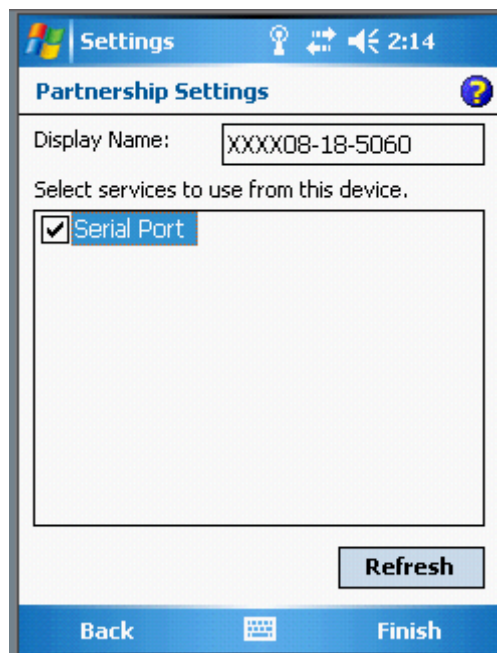 Settings 2:14
Partnership Settings ?
Display Name: XXXX08-18-5060
Select services to use from this device.
Serial Port
Refresh
Back Finish